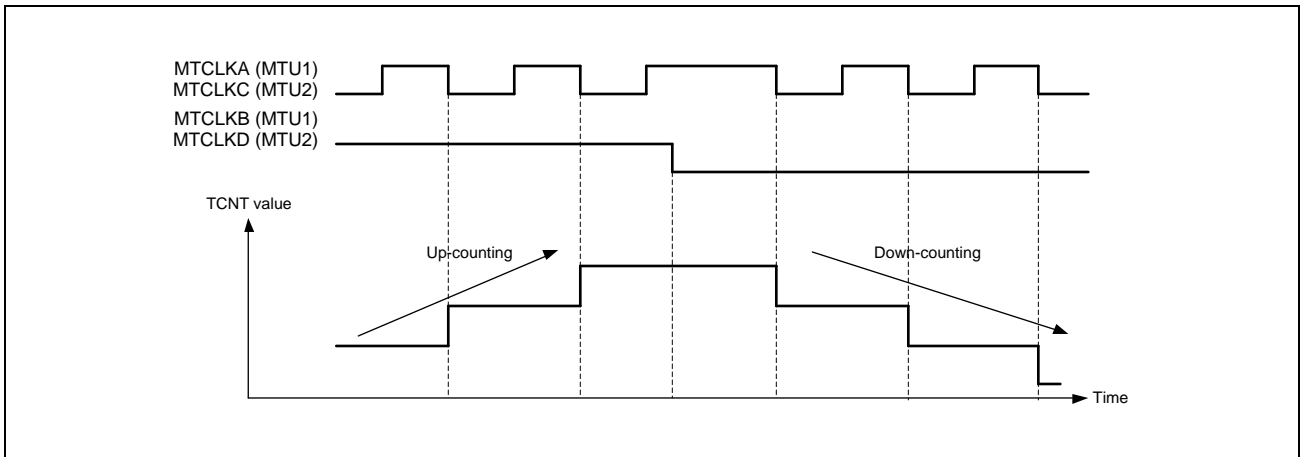 MTCLKA (MTU1)
MTCLKC (MTU2)
MTCLKB (MTU1)
MTCLKD (MTU2)
TCNT value
Up-counting
Down-counting
Time